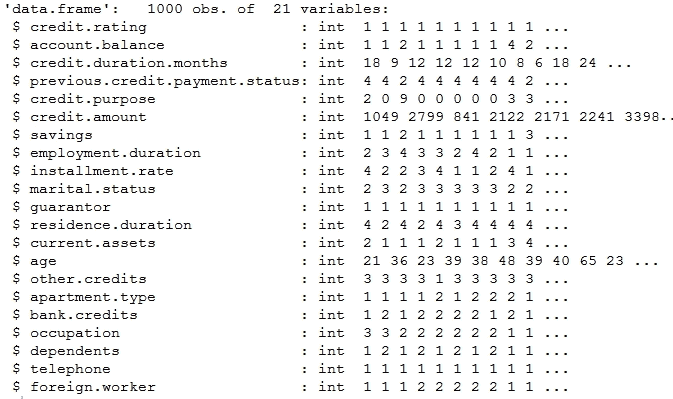 'data.frame':   1000 obs. of  21 variables:
 $ credit.rating                 : int  1 1 1 1 1 1 1 1 1 1 ...
 $ account.balance               : int  1 1 2 1 1 1 1 1 4 2 ...
 $ credit.duration.months        : int  18 9 12 12 12 10 8 6 18 24 ...
 $ previous.credit.payment.status: int  4 4 2 4 4 4 4 4 4 2 ...
 $ credit.purpose                : int  2 0 9 0 0 0 0 0 3 3 ...
 $ credit.amount                 : int  1049 2799 841 2122 2171 2241 3398..
 $ savings                       : int  1 1 2 1 1 1 1 1 1 3 ...
 $ employment.duration           : int  2 3 4 3 3 2 4 2 1 1 ...
 $ installment.rate              : int  4 2 2 3 4 1 1 2 4 1 ...
 $ marital.status                : int  2 3 2 3 3 3 3 3 2 2 ...
 $ guarantor                     : int  1 1 1 1 1 1 1 1 1 1 ...
 $ residence.duration            : int  4 2 4 2 4 3 4 4 4 4 ...
 $ current.assets                : int  2 1 1 1 2 1 1 1 3 4 ...
 $ age                           : int  21 36 23 39 38 48 39 40 65 23 ...
 $ other.credits                 : int  3 3 3 3 1 3 3 3 3 3 ...
 $ apartment.type                : int  1 1 1 1 2 1 2 2 2 1 ...
 $ bank.credits                  : int  1 2 1 2 2 2 2 1 2 1 ...
 $ occupation                    : int  3 3 2 2 2 2 2 2 1 1 ...
 $ dependents                    : int  1 2 1 2 1 2 1 2 1 1 ...
 $ telephone                     : int  1 1 1 1 1 1 1 1 1 1 ...
 $ foreign.worker                : int  1 1 1 2 2 2 2 2 1 1 ...